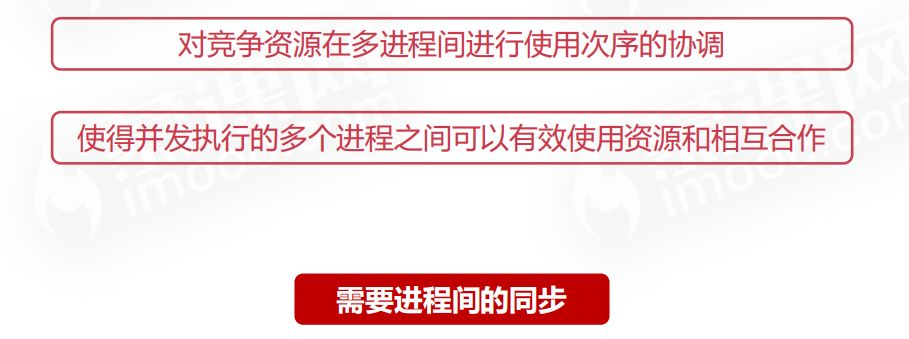 对竞争资源在多进程间进行使用次序的协调
使得并发执行的多个进程之间可以有效使用资源和相互合作
需要进程间的同步